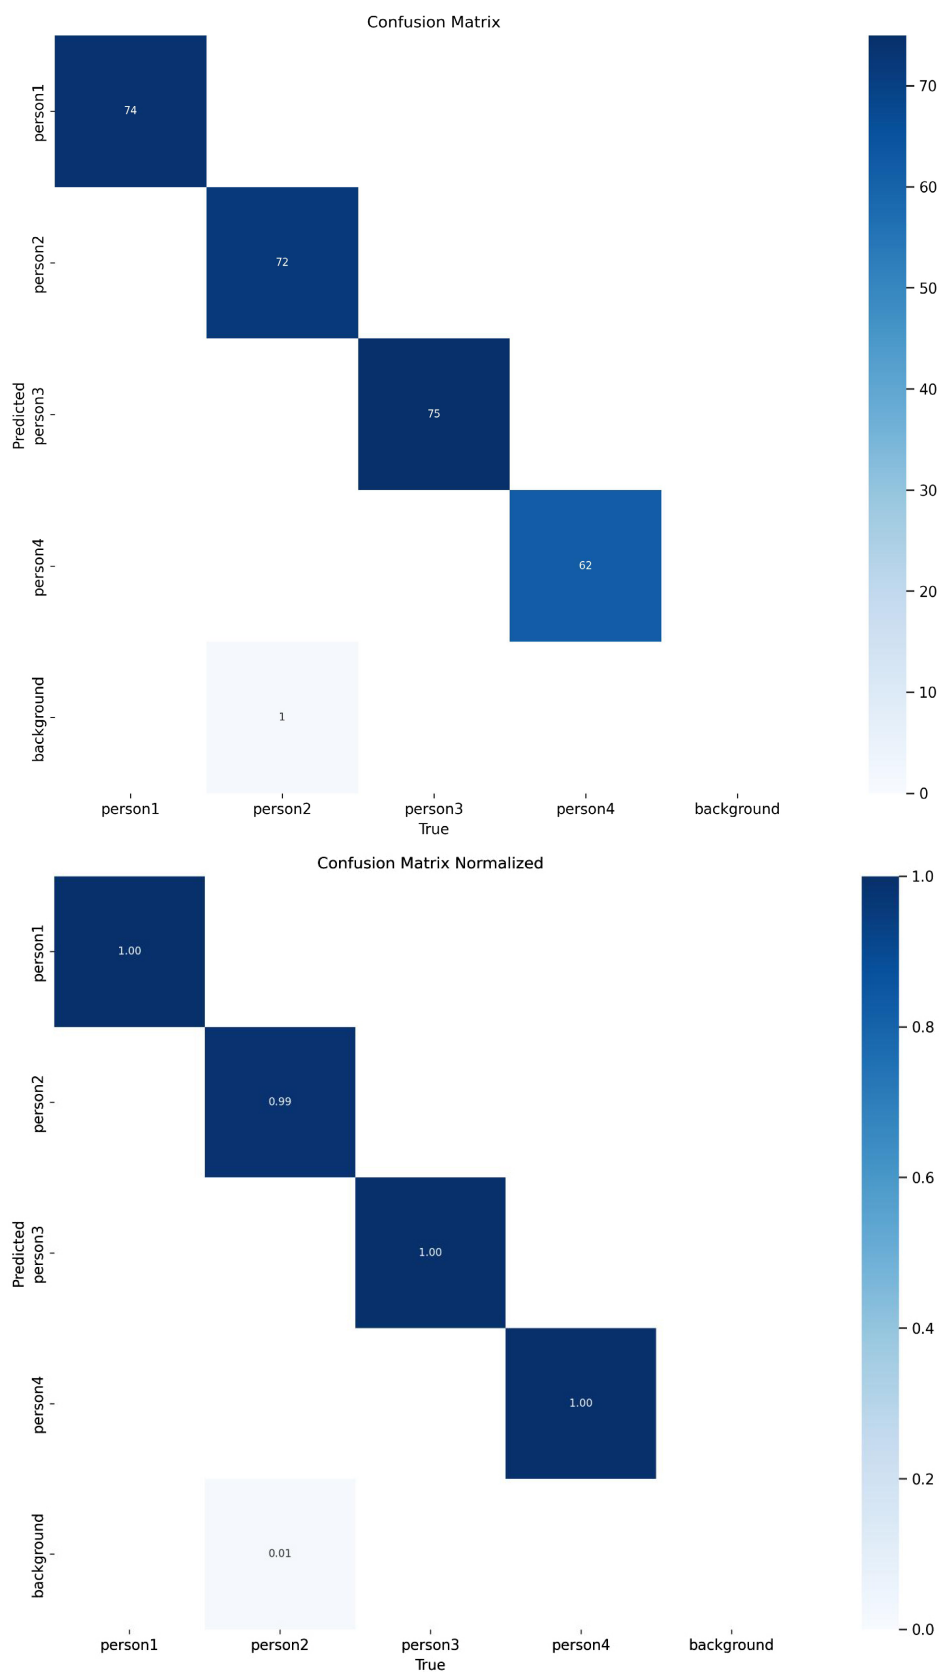 Confusion Matrix
person1
74
person2
72
person3
75
person4
62
background
1
Predicted
person1 person2 person3 person4 background
True
70
60
50
40
30
20
10
0
Confusion Matrix Normalized
person1
1.00
person2
0.99
person3
1.00
person4
1.00
background
0.01
Predicted
person1 person2 person3 person4 background
True
1.0
0.8
0.6
0.4
0.2
0.0